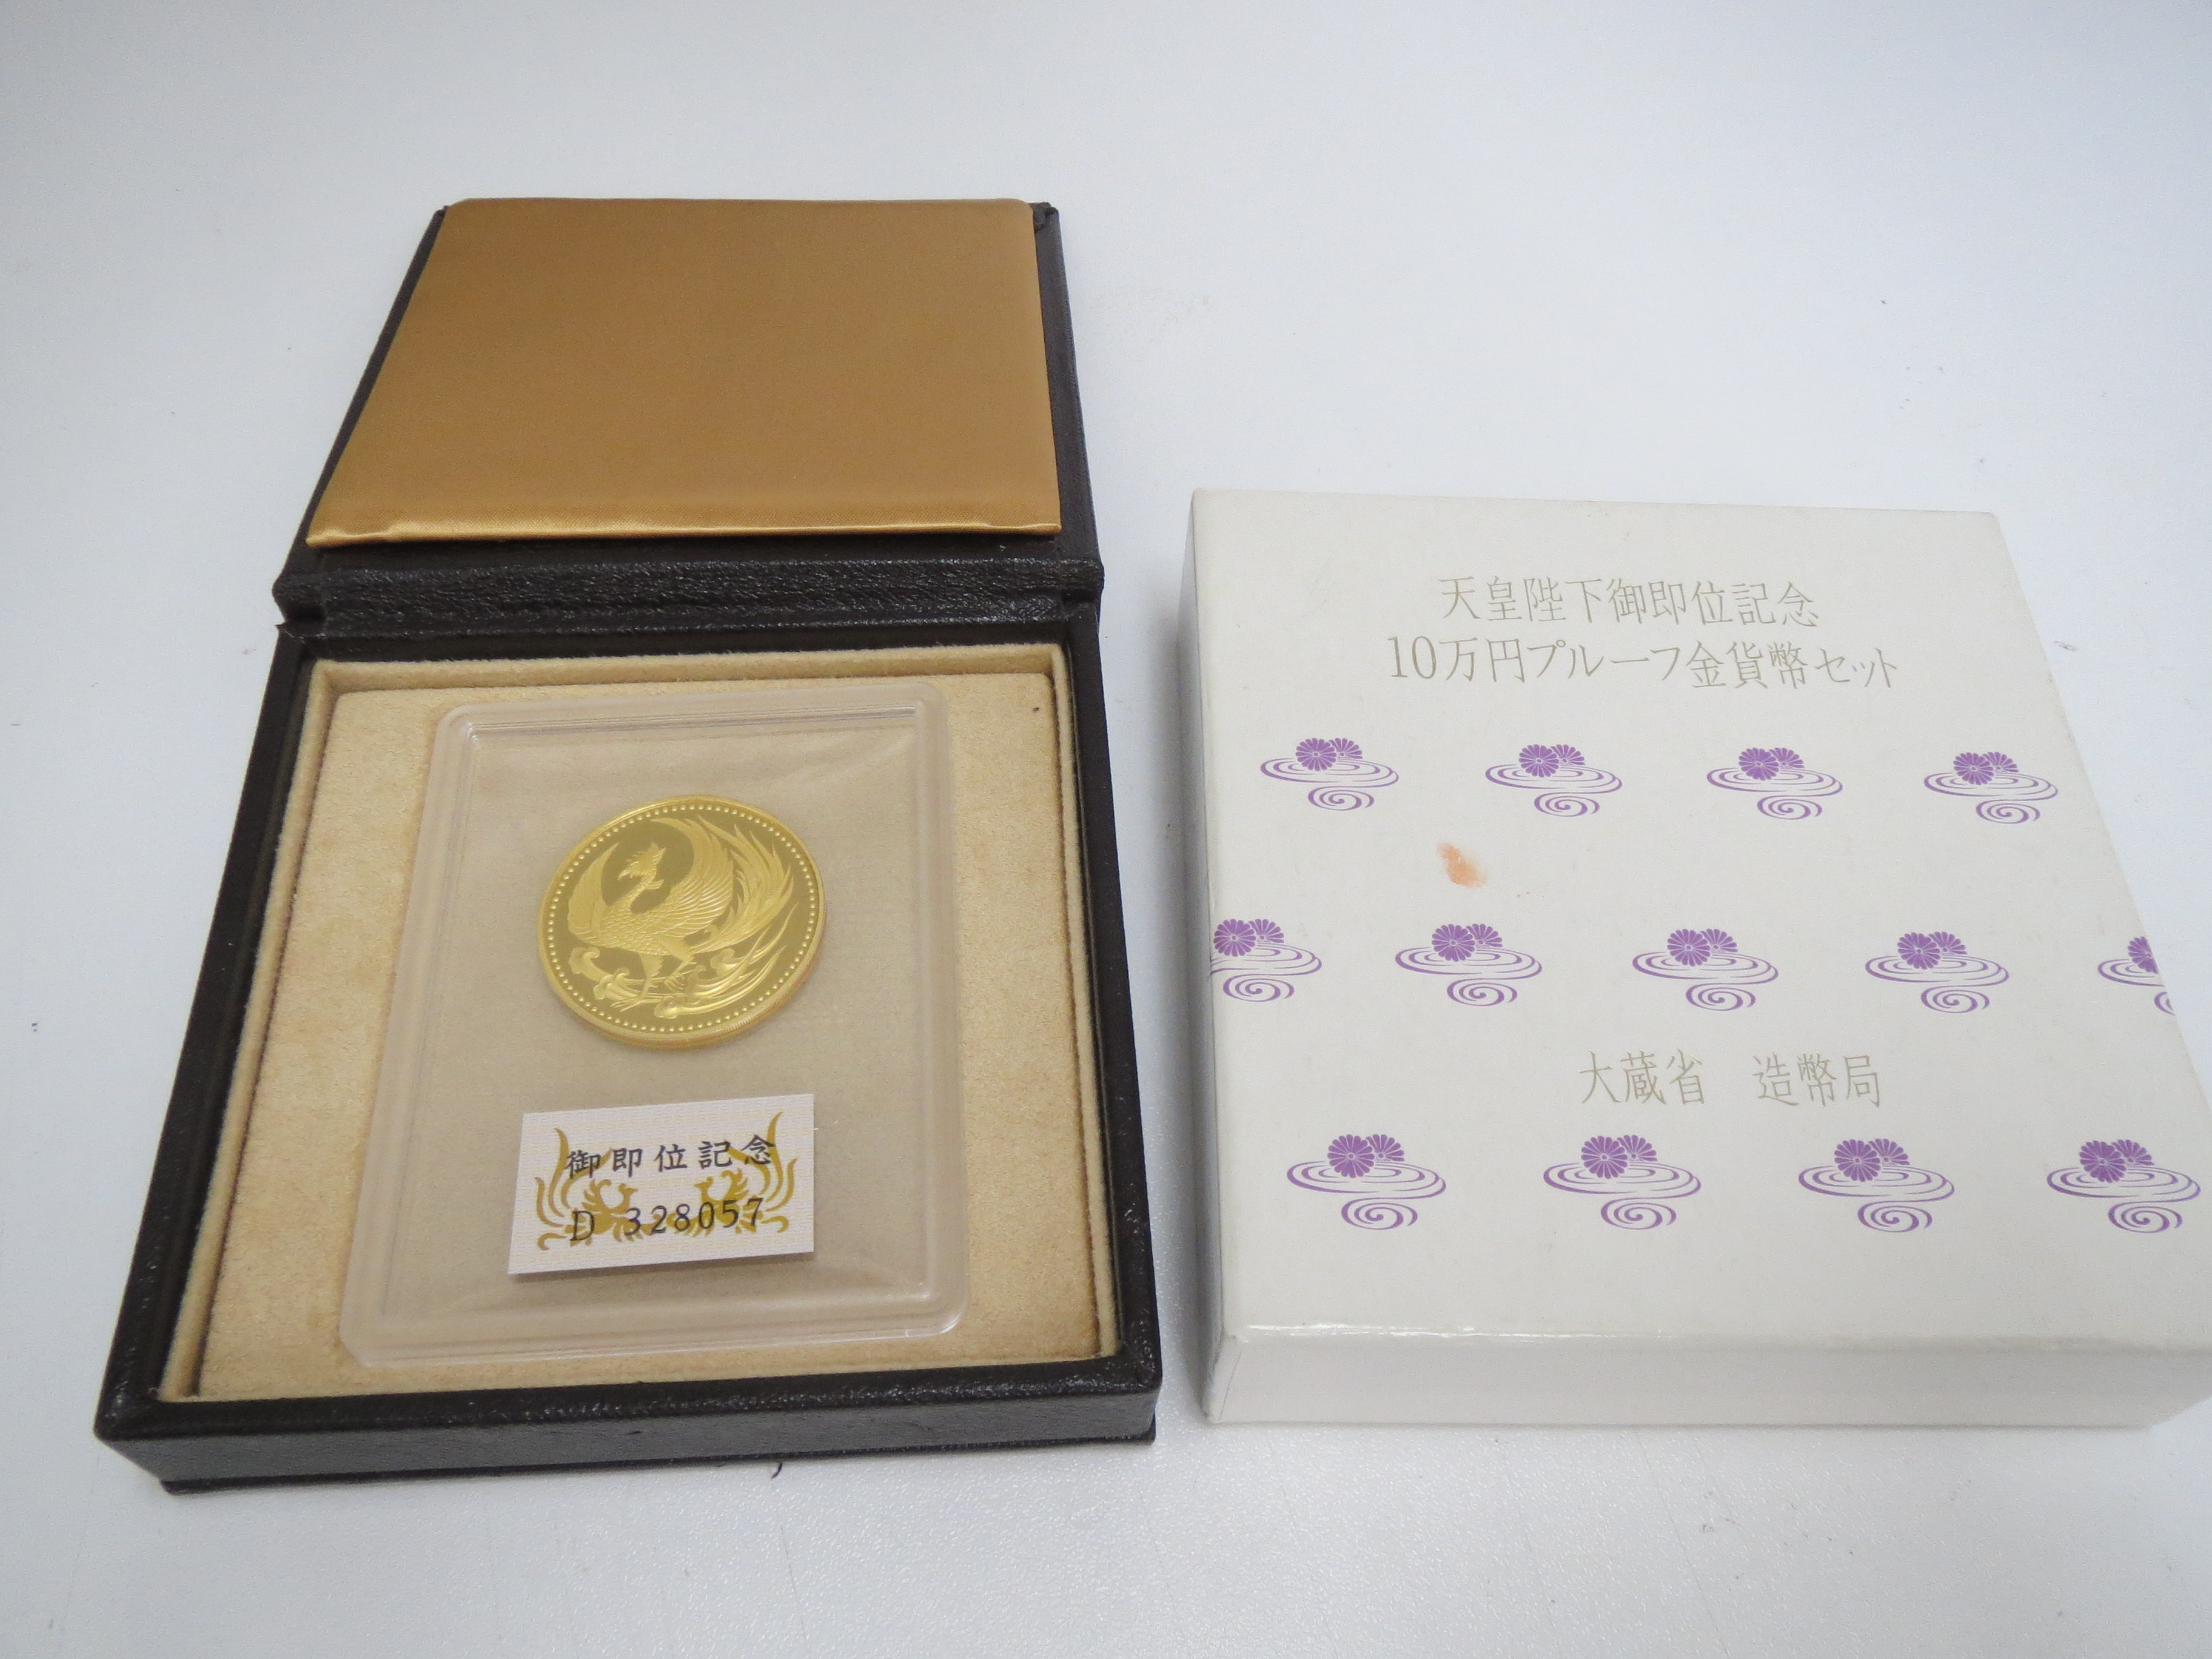 御即位記念
D 328057
天皇陛下御即位記念
10万円プルーフ金貨幣セット
大蔵省 造幣局